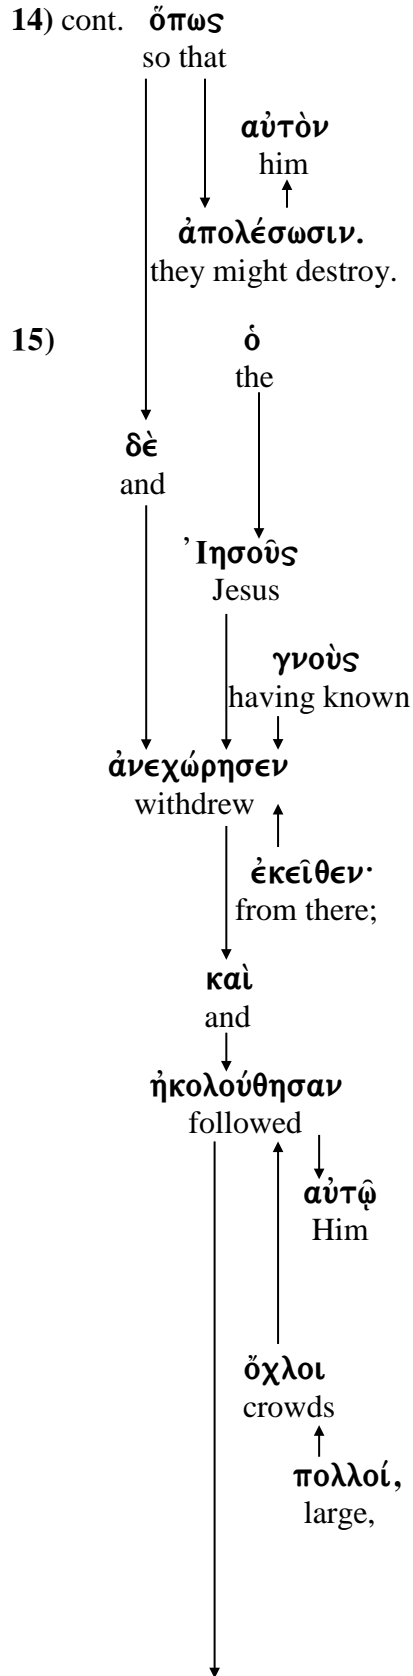 14) cont. ὅπως
so that
αὐτὸν
him
ἀπολέσωσιν.
they might destroy.
15) ὁ
the
δὲ
and
Ἰησοῦς
Jesus
γνοὺς
having known
ἀνεχώρησεν
withdrew
ἐκεῖθεν·
from there;
καὶ
and
ἠκολούθησαν
followed
αὐτῷ
Him
ὄχλοι
crowds
πολλοί,
large,